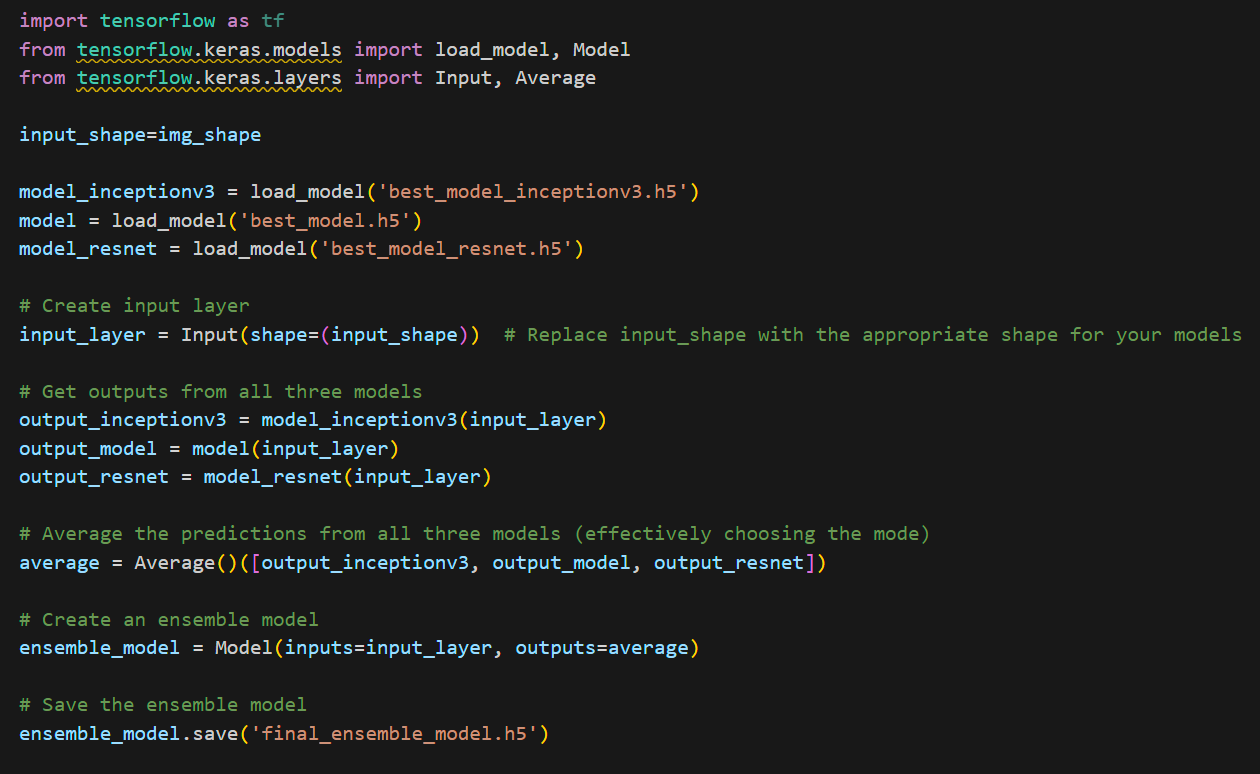 import tensorflow as tf
from tensorflow.keras.models import load_model, Model
from tensorflow.keras.layers import Input, Average
input_shape=img_shape
model_inceptionv3 = load_model('best_model_inceptionv3.h5')
model = load_model('best_model.h5')
model_resnet = load_model('best_model_resnet.h5')
# Create input layer
input_layer = Input(shape=(input_shape))  # Replace input_shape with the appropriate shape for your models
# Get outputs from all three models
output_inceptionv3 = model_inceptionv3(input_layer)
output_model = model(input_layer)
output_resnet = model_resnet(input_layer)
# Average the predictions from all three models (effectively choosing the mode)
average = Average()([output_inceptionv3, output_model, output_resnet])
# Create an ensemble model
ensemble_model = Model(inputs=input_layer, outputs=average)
# Save the ensemble model
ensemble_model.save('final_ensemble_model.h5')